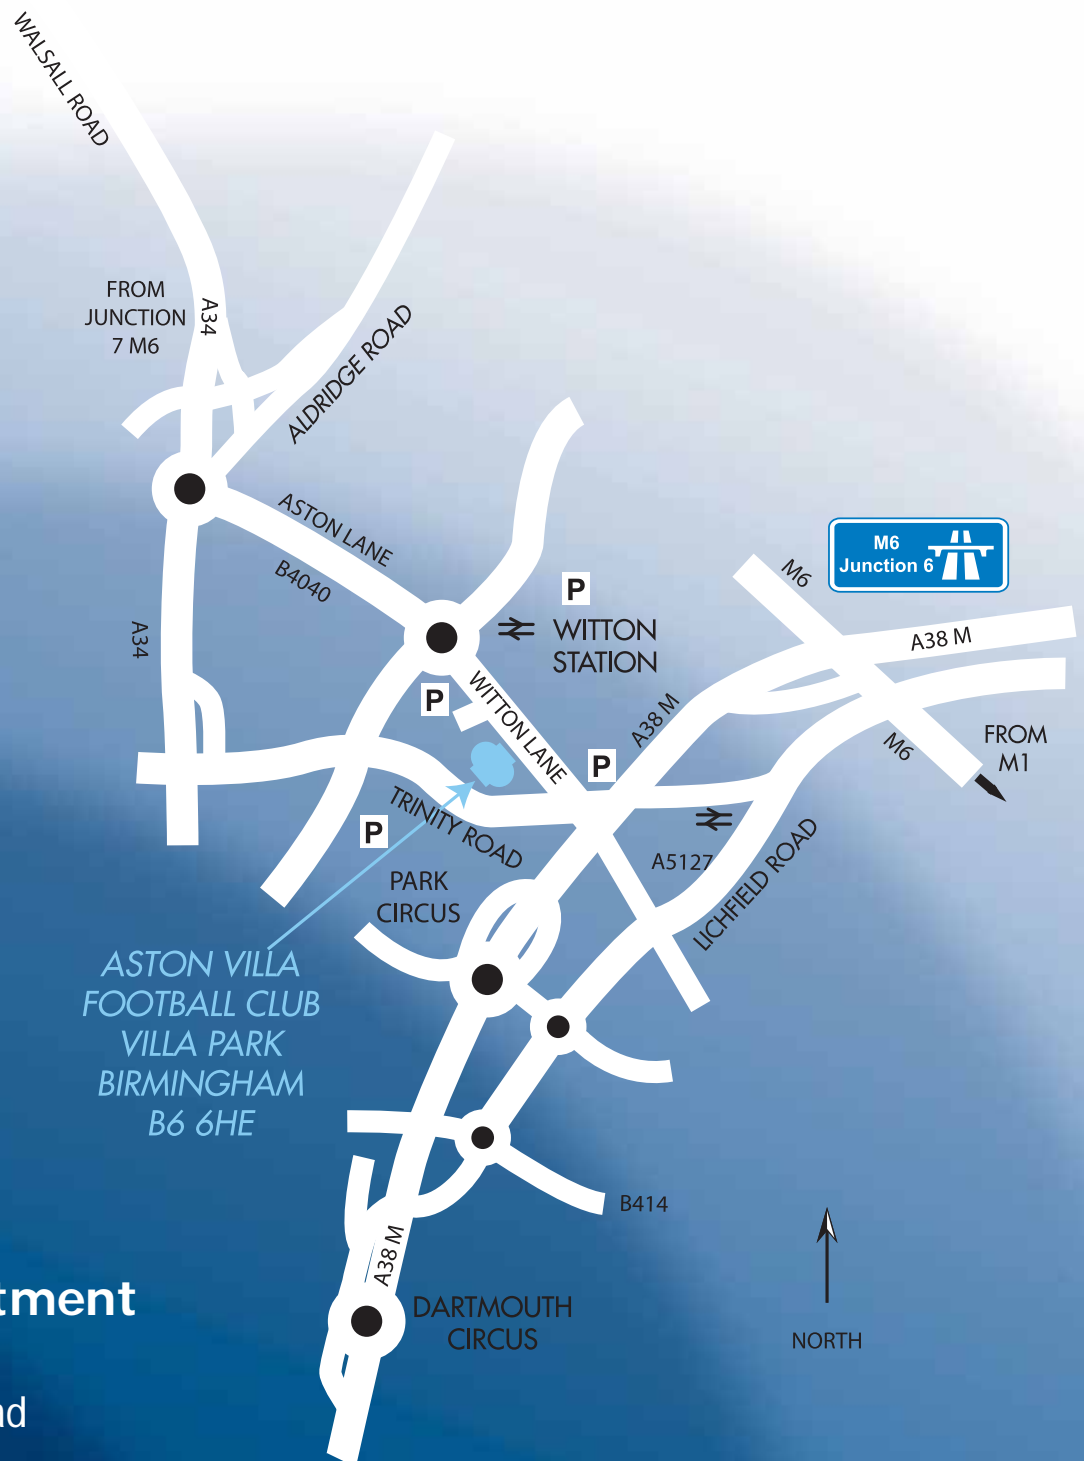 WALSALL ROAD
FROM
JUNCTION
7 M6
A34
ALDRIDGE ROAD
ASTON LANE
B4040
A34
M6
Junction 6
M6
A38 M
P
WITTON
STATION
P
WITTON LANE
A38 M
M6
FROM
M1
P
TRINITY ROAD
P
A5127
LICHFIELD ROAD
PARK
CIRCUS
ASTON VILLA
FOOTBALL CLUB
VILLA PARK
BIRMINGHAM
B6 6HE
B414
A38 M
tment
DARTMOUTH
CIRCUS
NORTH
ad